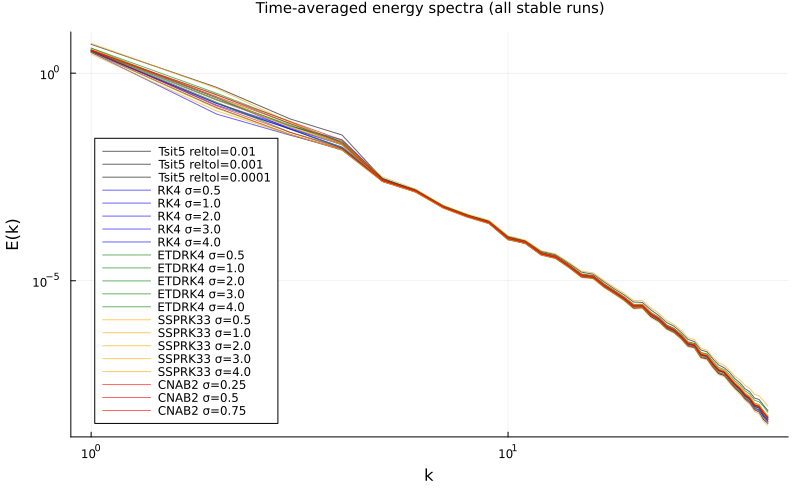 Time-averaged energy spectra (all stable runs)
10⁰
Tsit5 reltol=0.01
Tsit5 reltol=0.001
Tsit5 reltol=0.0001
RK4 σ=0.5
RK4 σ=1.0
RK4 σ=2.0
RK4 σ=3.0
RK4 σ=4.0
ETDRK4 σ=0.5
ETDRK4 σ=1.0
ETDRK4 σ=2.0
ETDRK4 σ=3.0
ETDRK4 σ=4.0
SSPRK33 σ=0.5
SSPRK33 σ=1.0
SSPRK33 σ=2.0
SSPRK33 σ=3.0
SSPRK33 σ=4.0
CNAB2 σ=0.25
CNAB2 σ=0.5
CNAB2 σ=0.75
E(k)
10⁻⁵
10⁰
10¹
k